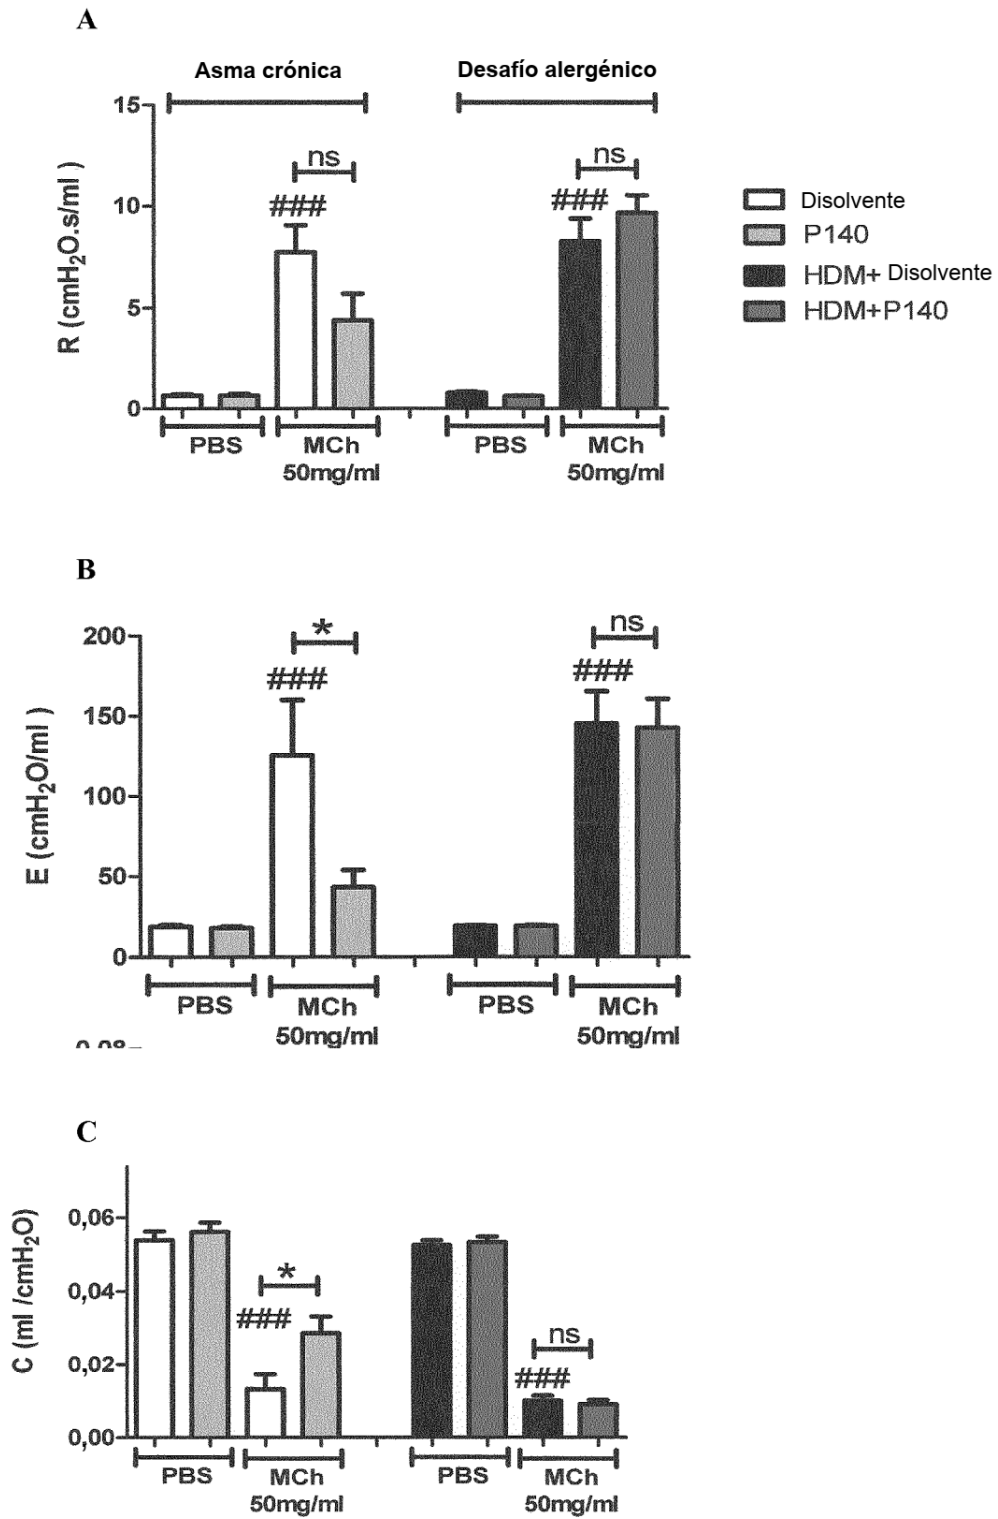 A
Asma crónica
Desafío alergénico
15
10
5
0
R (cmH2O.s/ml )
ns
###
ns
###
PBS
MCh
50mg/ml
PBS
MCh
50mg/ml
Disolvente
P140
HDM+ Disolvente
HDM+P140
B
200
150
100
50
0
E (cmH2O/ml )
*
###
ns
###
PBS
MCh
50mg/ml
PBS
MCh
50mg/ml
C
0,06
0,04
0,02
0,00
C (ml /cmH2O)
*
###
ns
###
PBS
MCh
50mg/ml
PBS
MCh
50mg/ml